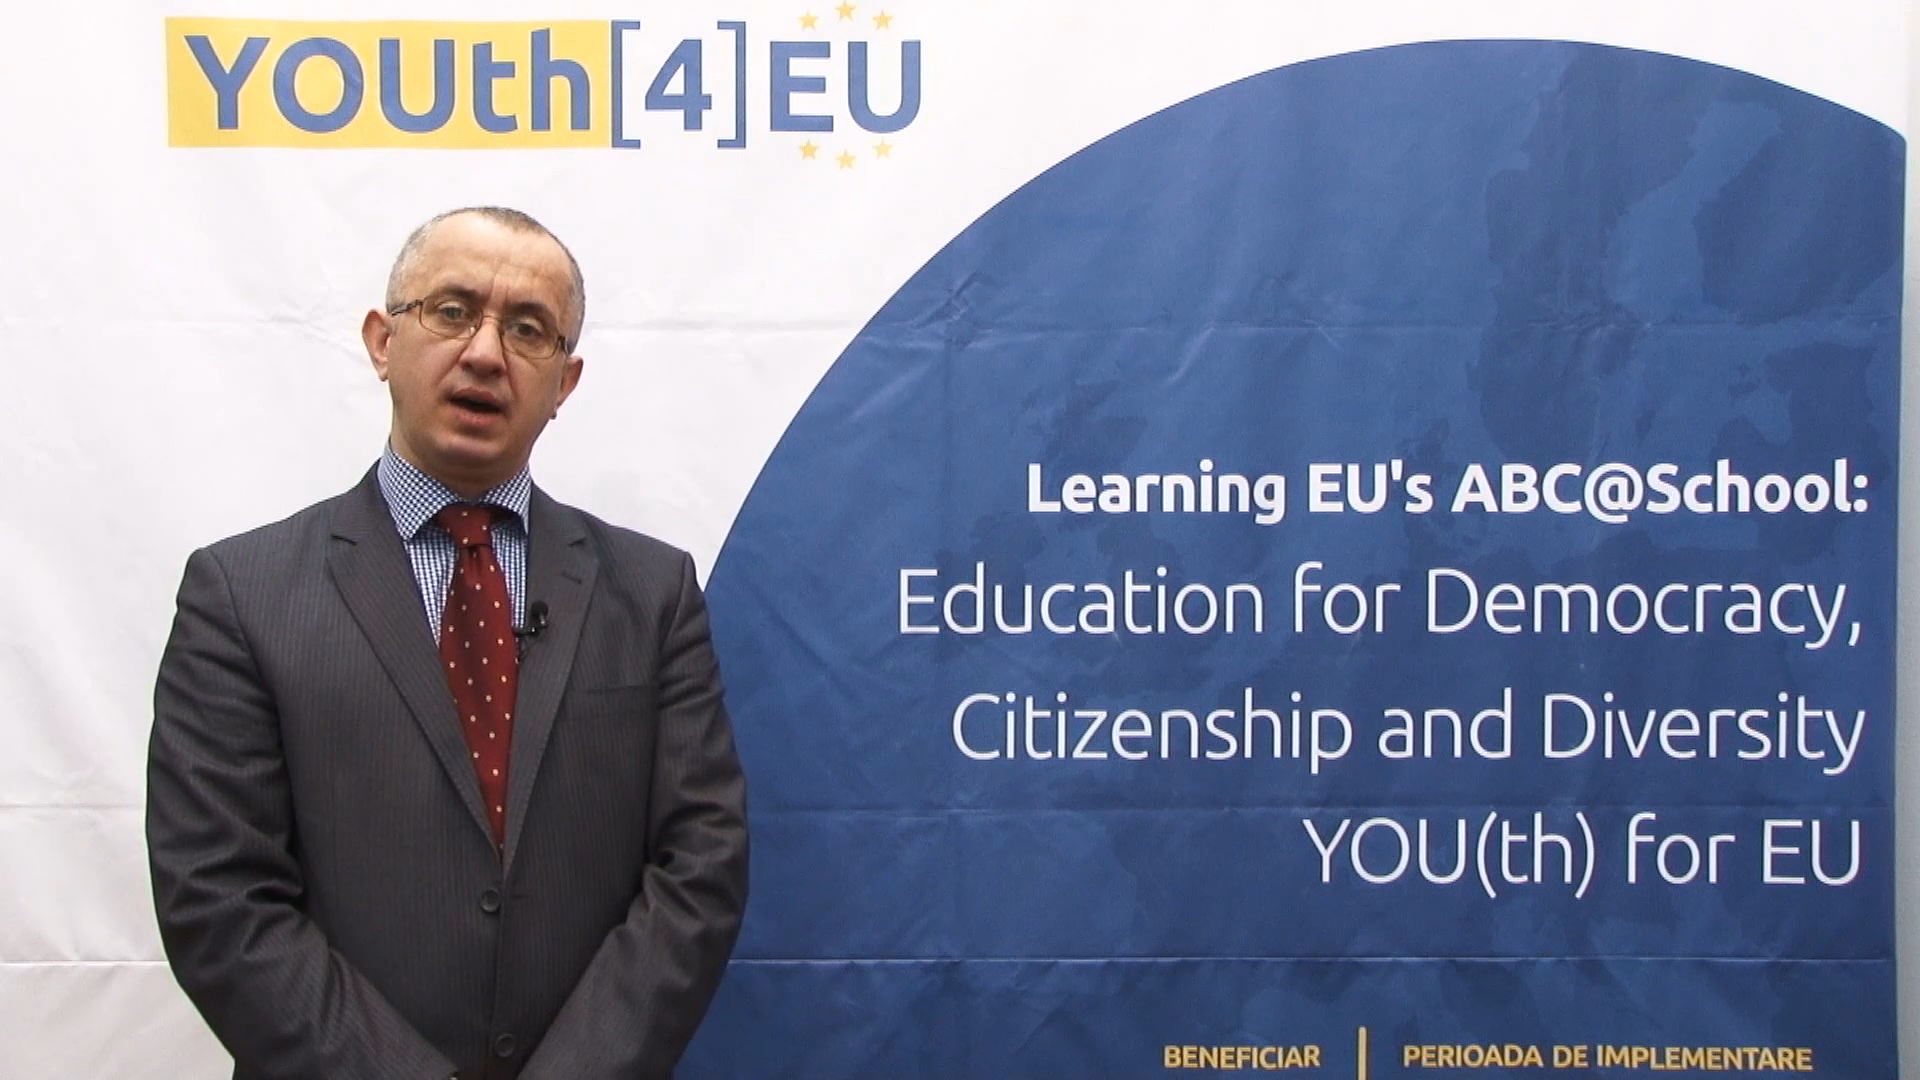 YOUth[4]EU
Learning EU's ABC@School:
Education for Democracy,
Citizenship and Diversity
YOU(th) for EU
BENEFICIAR | PERIOADA DE IMPLEMENTARE